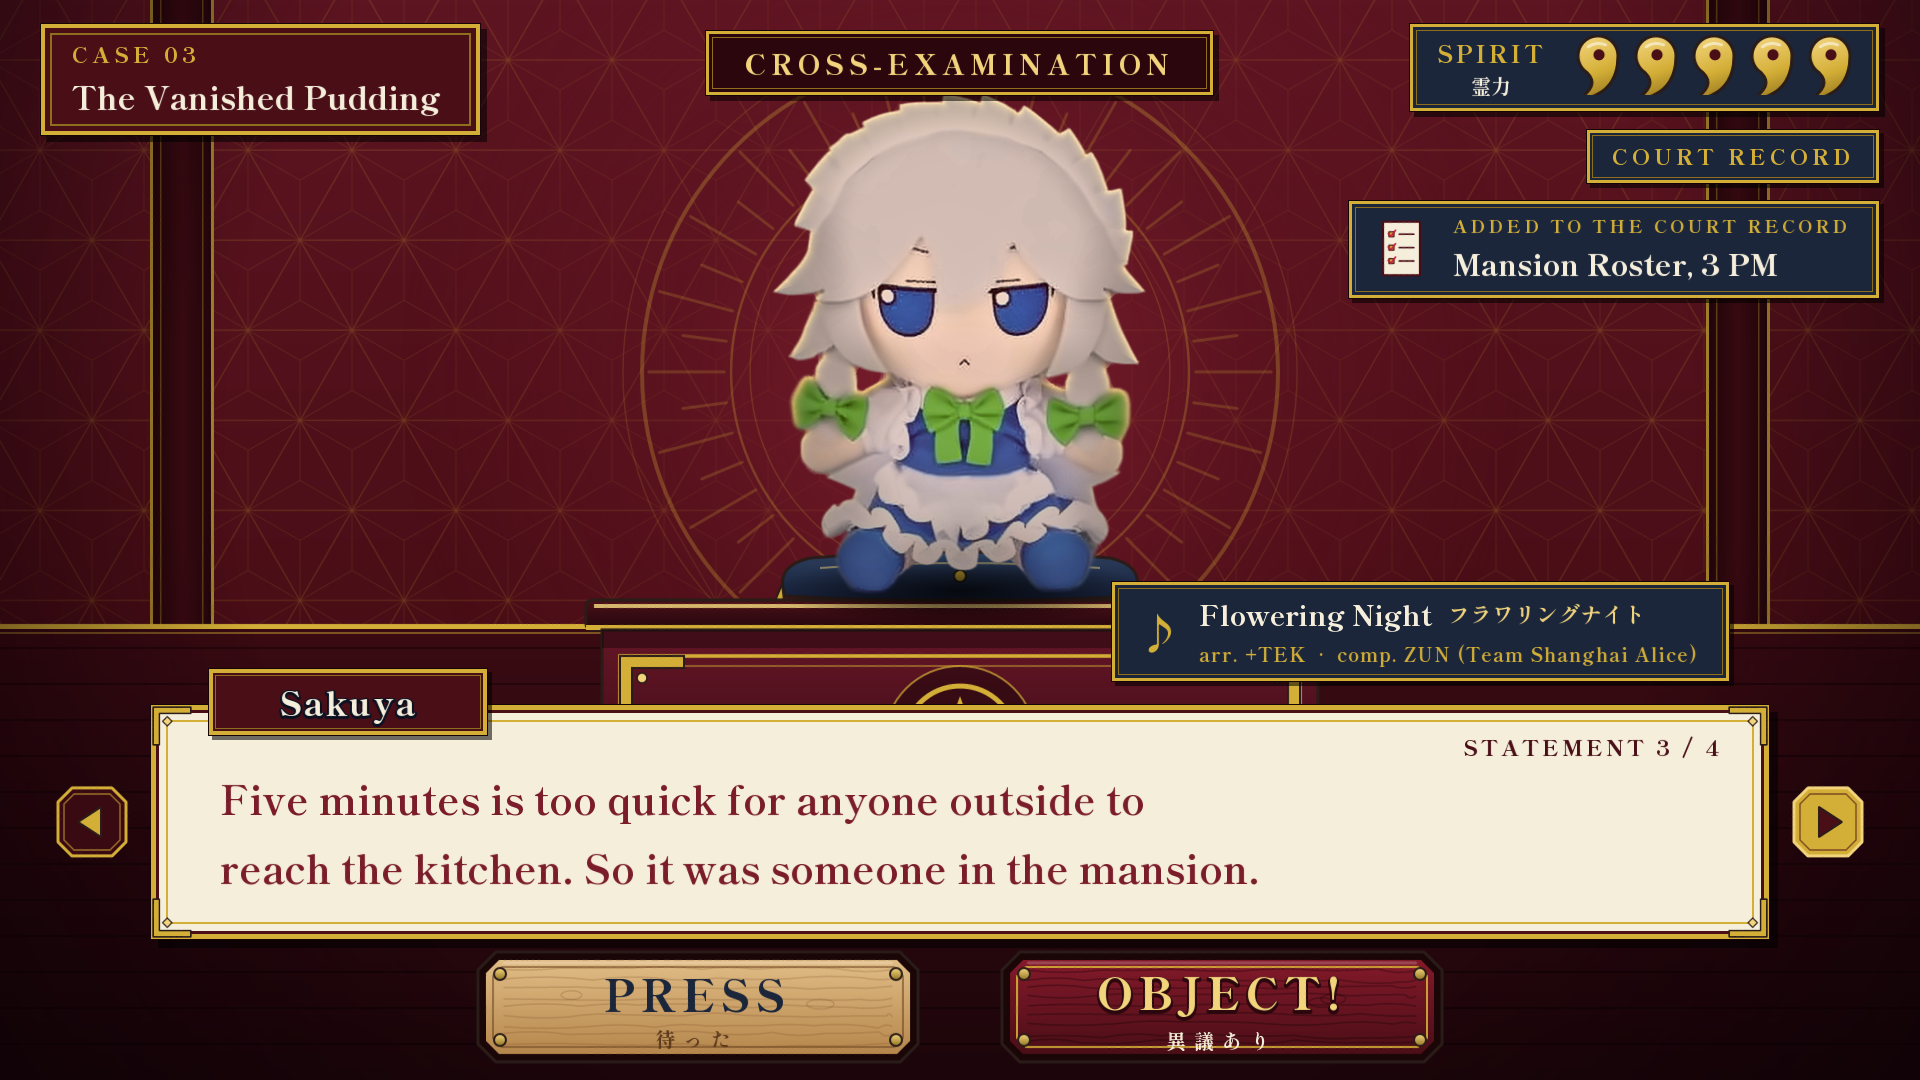 CASE 03
The Vanished Pudding
CROSS-EXAMINATION
SPIRIT
霊力
COURT RECORD
ADDED TO THE COURT RECORD
Mansion Roster, 3 PM
Flowering Night フラワリングナイト
arr. +TEK · comp. ZUN (Team Shanghai Alice)
Sakuya
STATEMENT 3 / 4
Five minutes is too quick for anyone outside to
reach the kitchen. So it was someone in the mansion.
PRESS
待った
OBJECT!
異議あり